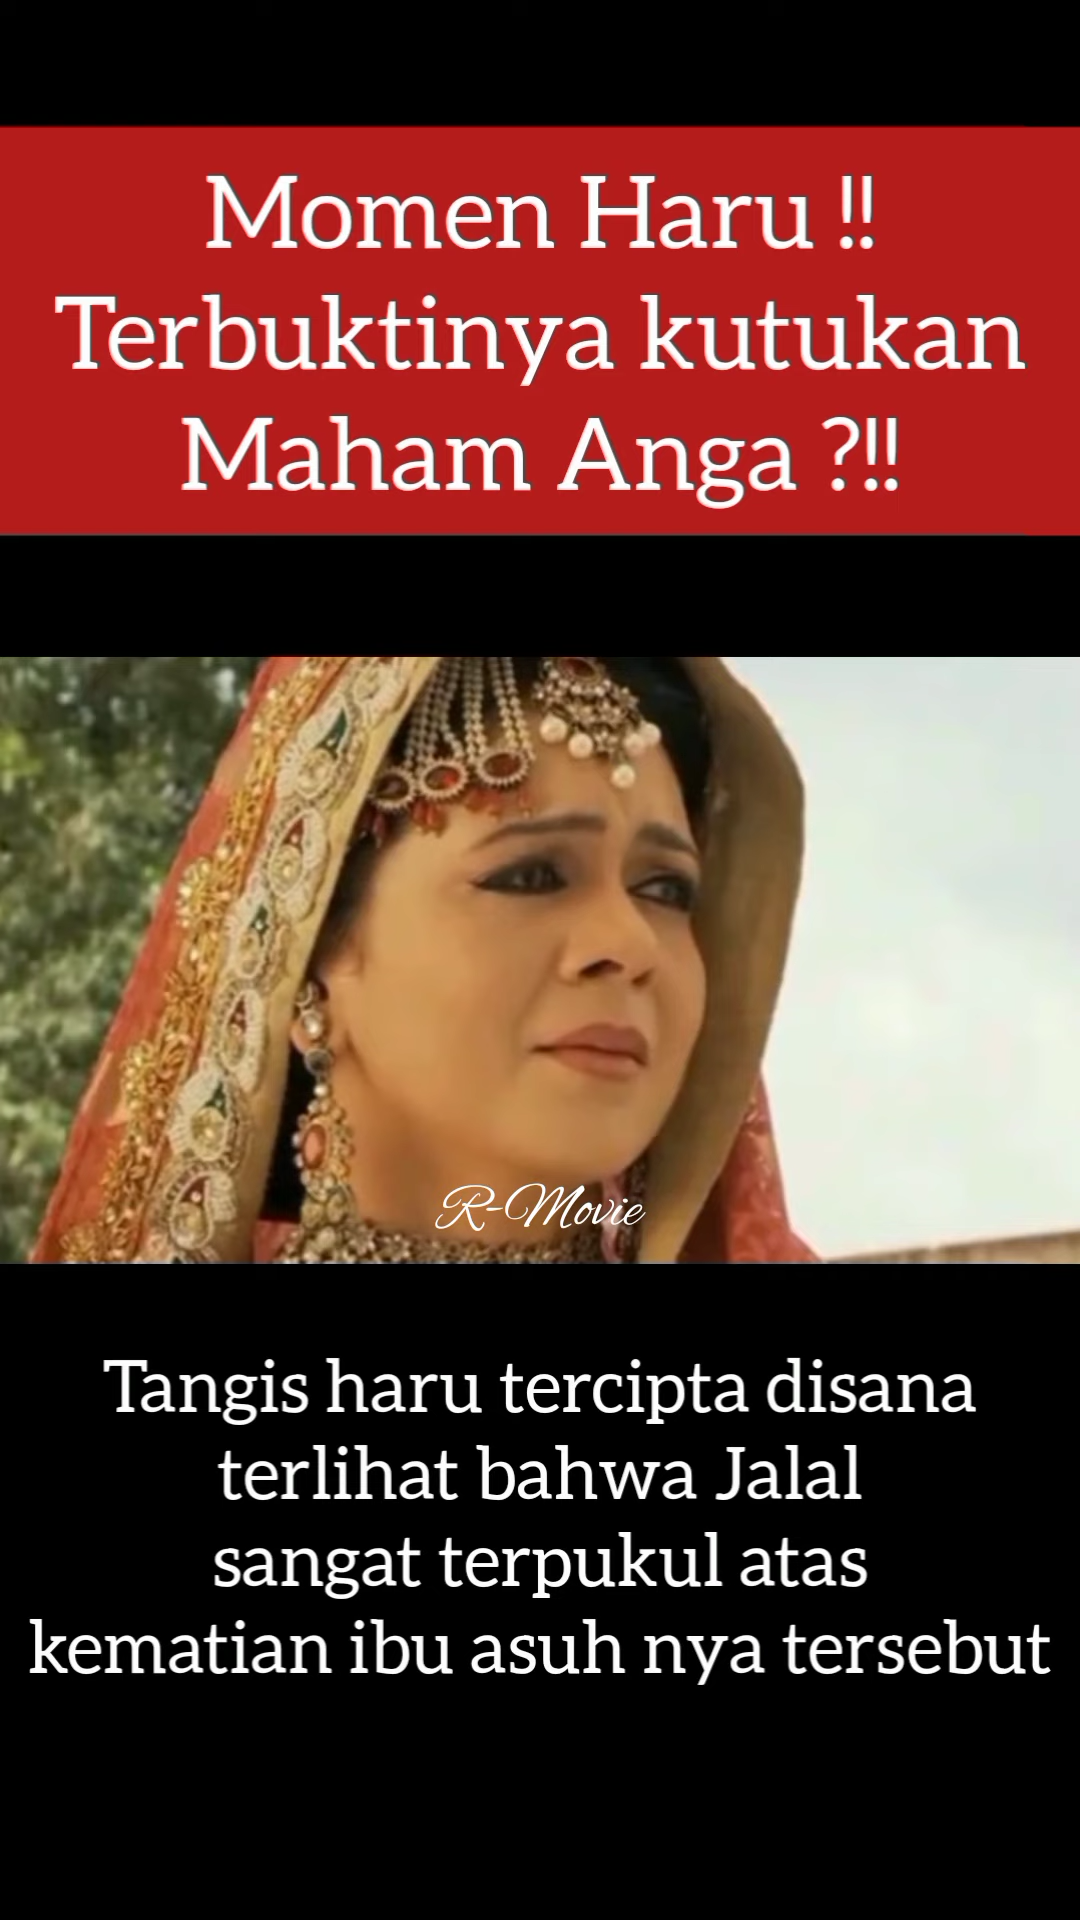 Momen Haru !!
Terbuktinya kutukan
Maham Anga ?!!
R-Movie
Tangis haru tercipta disana
terlihat bahwa Jalal
sangat terpukul atas
kematian ibu asuh nya tersebut